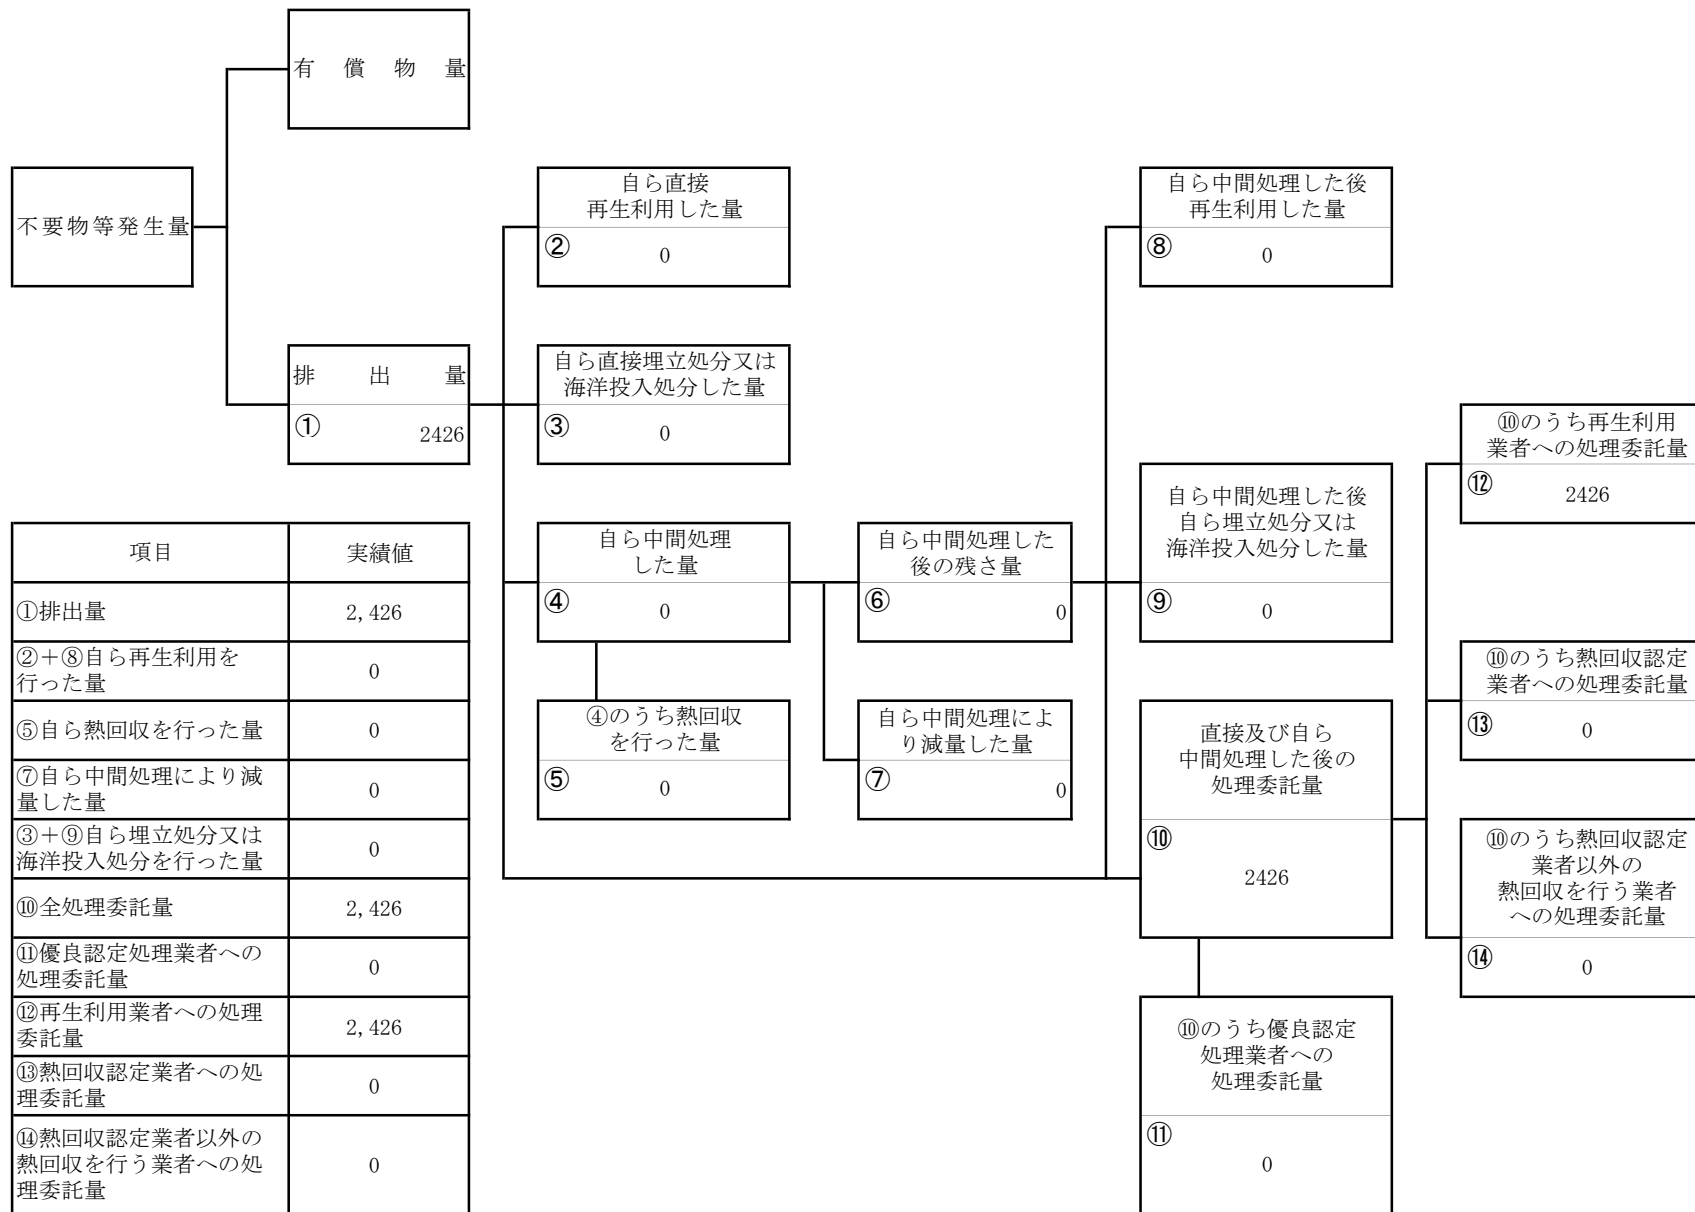 有償物量
不要物等発生量
自ら直接
再生利用した量
②
0
自ら中間処理した後
再生利用した量
⑧
0
排出量
①
2426
自ら直接埋立処分又は
海洋投入処分した量
③
0
⑩のうち再生利用
業者への処理委託量
⑫
2426
自ら中間処理
した量
④
0
自ら中間処理した
後の残さ量
⑥
0
自ら中間処理した後
自ら埋立処分又は
海洋投入処分した量
⑨
0
④のうち熱回収
を行った量
⑤
0
自ら中間処理によ
り減量した量
⑦
0
直接及び自ら
中間処理した後の
処理委託量
⑩
2426
⑩のうち熱回収認定
業者への処理委託量
⑬
0
⑩のうち熱回収認定
業者以外の
熱回収を行う業者
への処理委託量
⑭
0
⑩のうち優良認定
処理業者への
処理委託量
⑪
0
項目
実績値
①排出量
2,426
②+⑧自ら再生利用を
行った量
0
⑤自ら熱回収を行った量
0
⑦自ら中間処理により減
量した量
0
③+⑨自ら埋立処分又は
海洋投入処分を行った量
0
⑩全処理委託量
2,426
⑪優良認定処理業者への
処理委託量
0
⑫再生利用業者への処理
委託量
2,426
⑬熱回収認定業者への処
理委託量
0
⑭熱回収認定業者以外の
熱回収を行う業者への処
理委託量
0